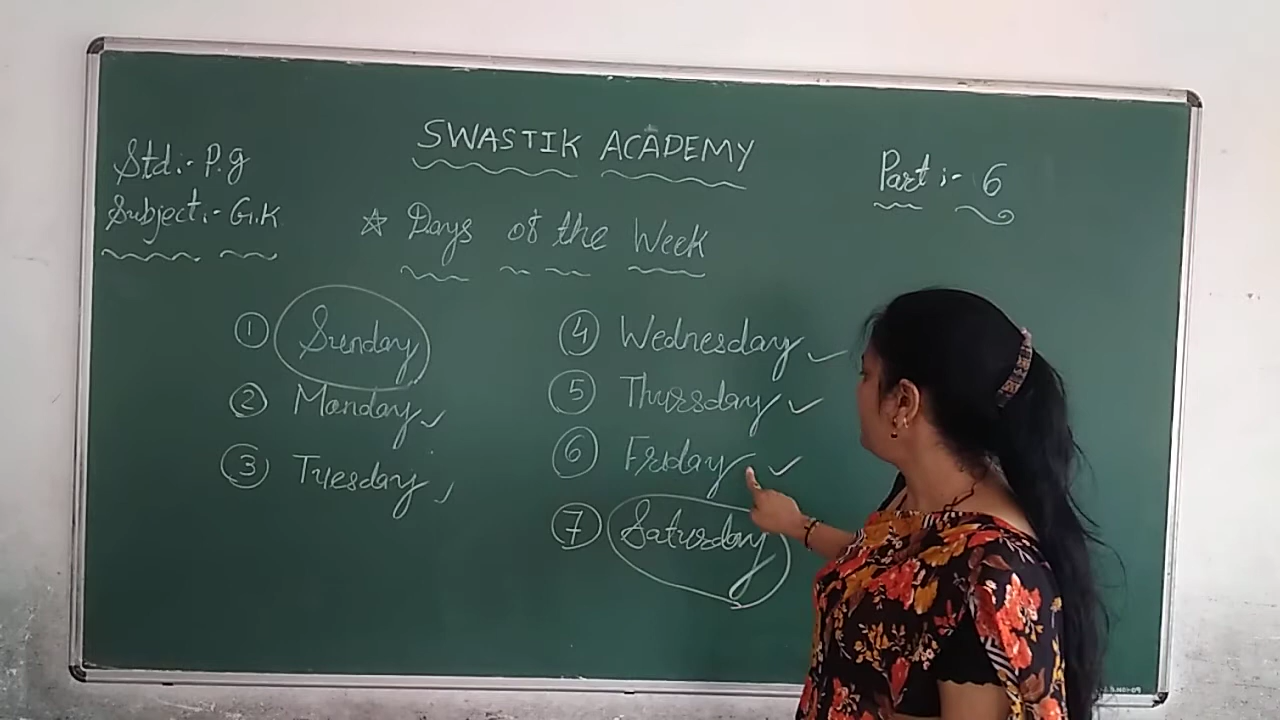 SWASTIK ACADEMY
Std:- P.g
Subject:- G.K
Part:- 6
☆ Days of the Week
① Sunday
② Monday ✓
③ Tuesday ✓
④ Wednesday ✓
⑤ Thursday ✓
⑥ Friday ✓
⑦ Saturday